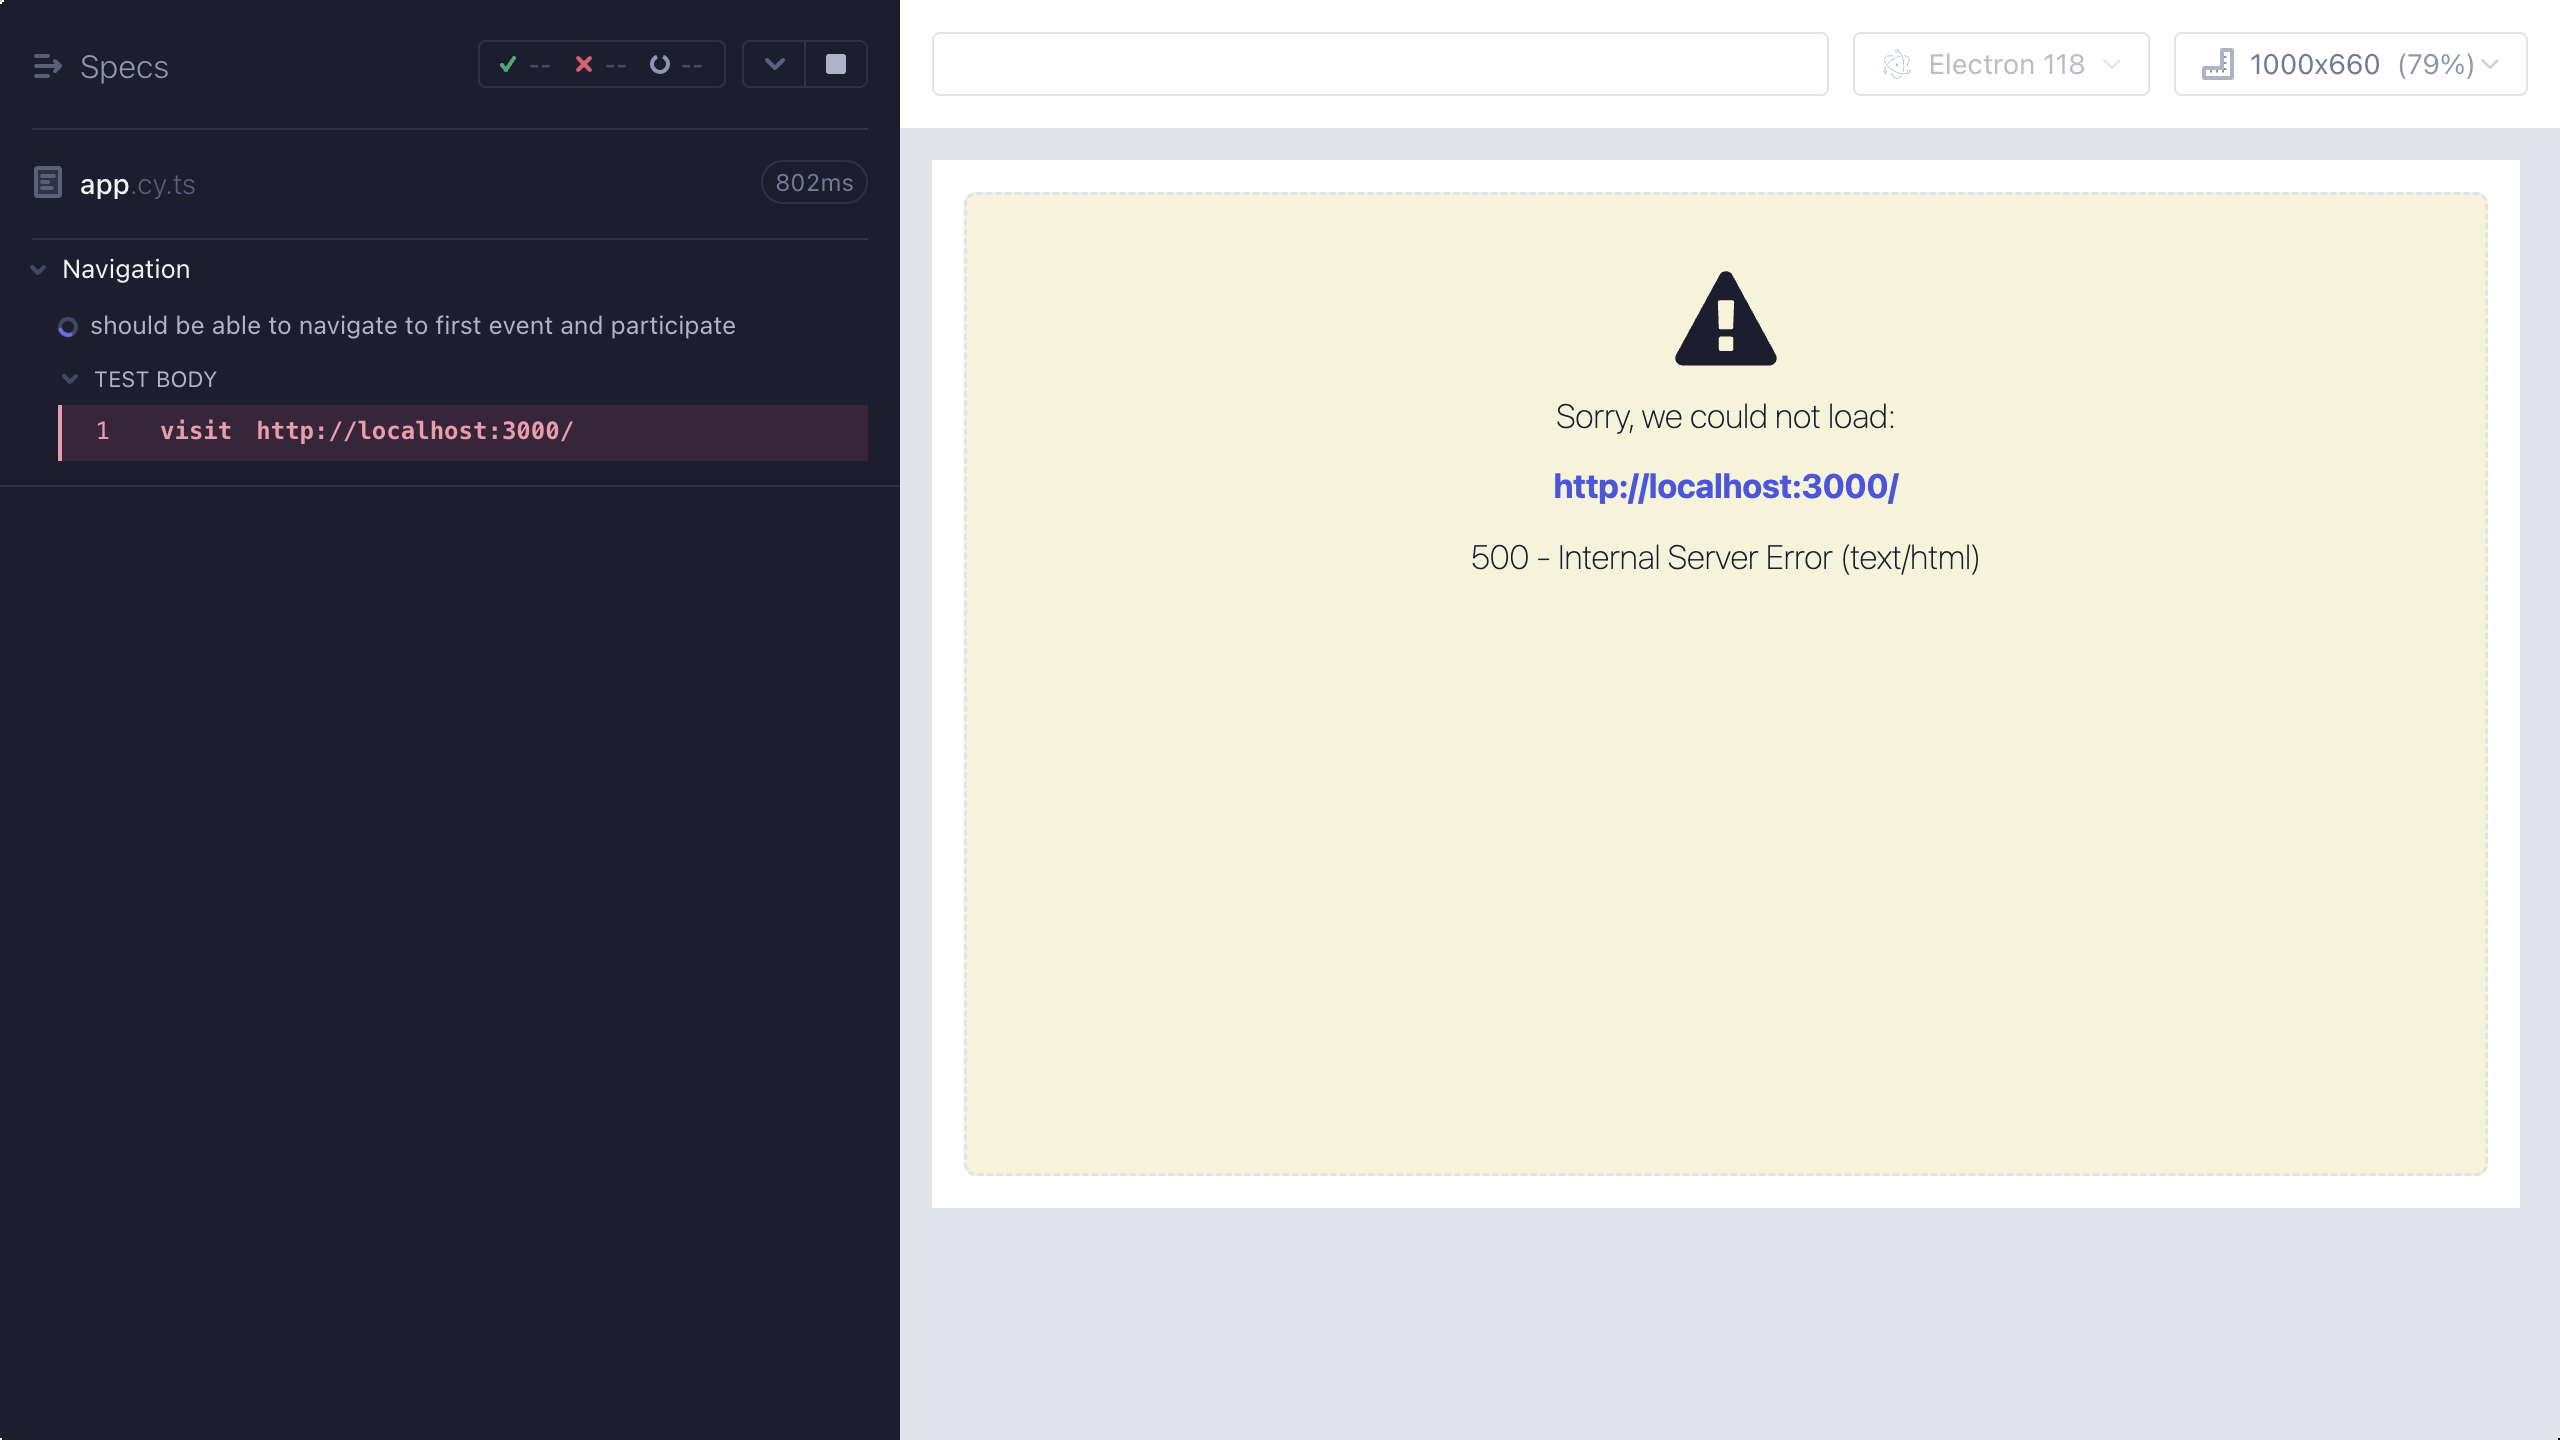 Specs
-- -- --
app.cy.ts
802ms
Navigation
should be able to navigate to first event and participate
TEST BODY
1 visit http://localhost:3000/
Electron 118
1000x660 (79%)
Sorry, we could not load:
http://localhost:3000/
500 - Internal Server Error (text/html)